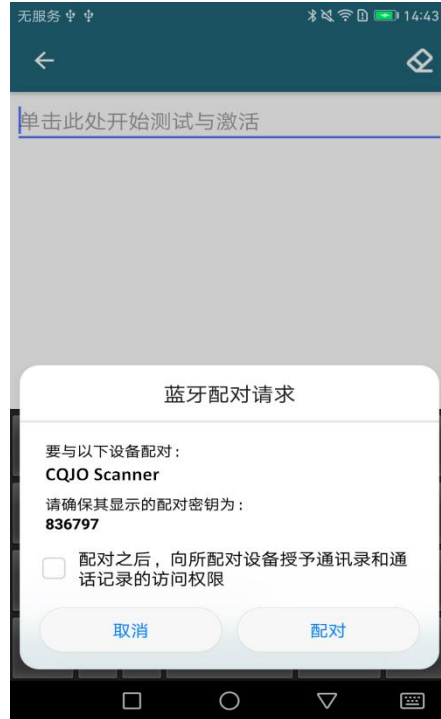 无服务
14:43
单击此处开始测试与激活
蓝牙配对请求
要与以下设备配对:
CQJO Scanner
请确保其显示的配对密钥为:
836797
配对之后，向所配对设备授予通讯录和通
话记录的访问权限
取消
配对